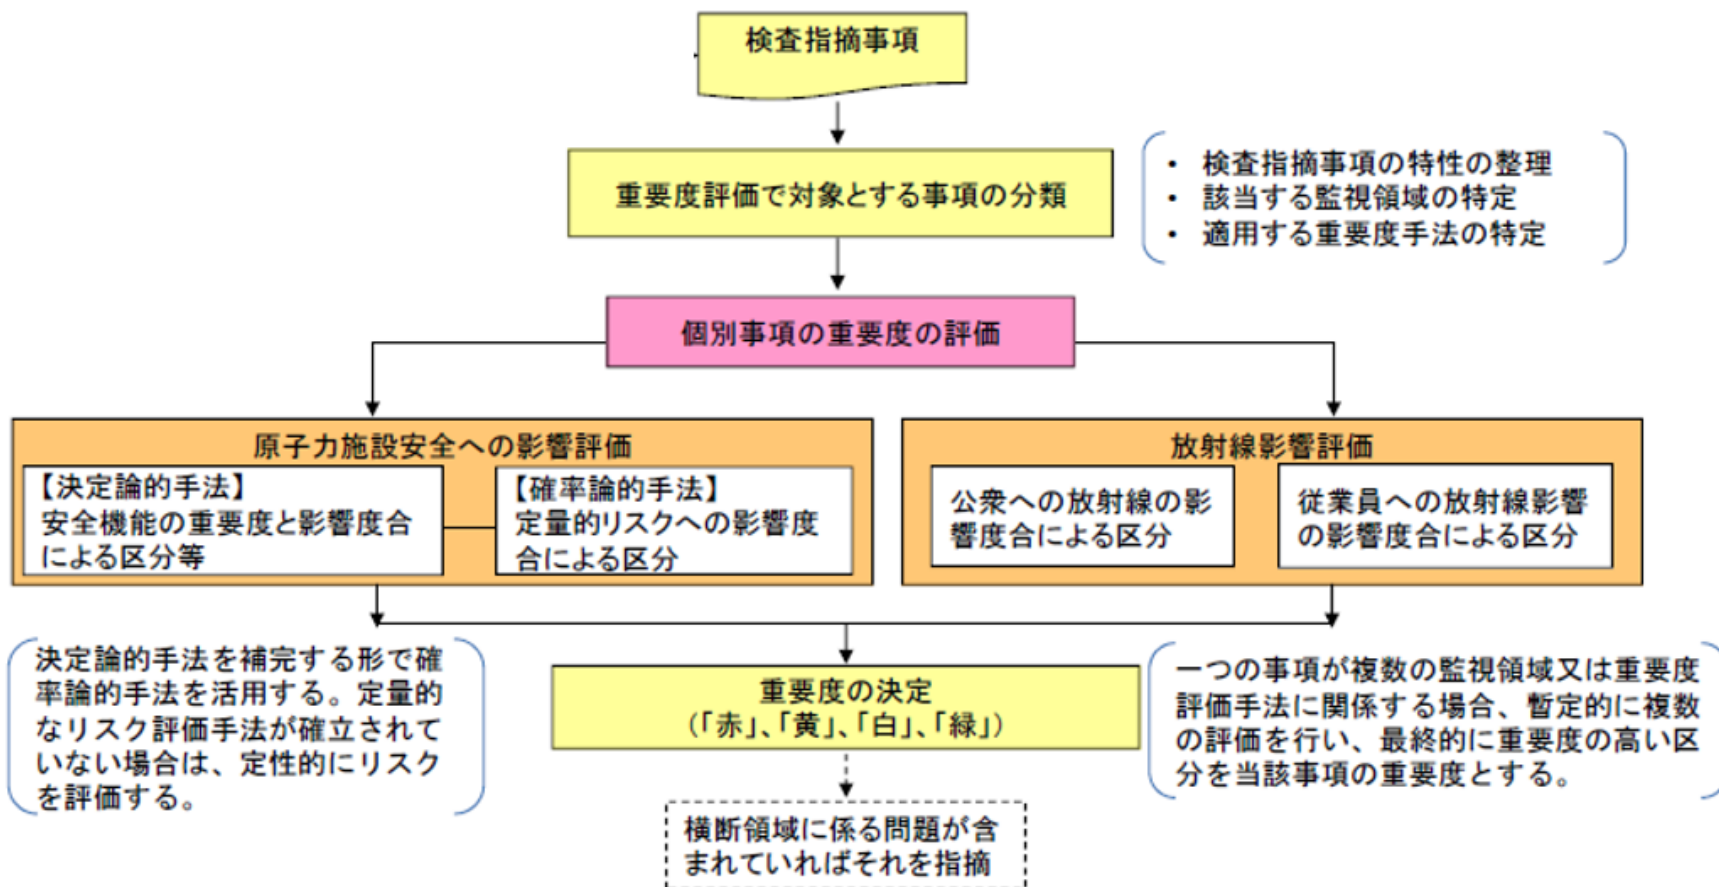 検査指摘事項
重要度評価で対象とする事項の分類
・ 検査指摘事項の特性の整理
・ 該当する監視領域の特定
・ 適用する重要度手法の特定
個別事項の重要度の評価
原子力施設安全への影響評価
【決定論的手法】
安全機能の重要度と影響度合
による区分等
【確率論的手法】
定量的リスクへの影響度
合による区分
放射線影響評価
公衆への放射線の影
響度合による区分
従業員への放射線影響
の影響度合による区分
決定論的手法を補完する形で確
率論的手法を活用する。定量的
なリスク評価手法が確立されて
いない場合は、定性的にリスク
を評価する。
重要度の決定
(「赤」、「黄」、「白」、「緑」)
一つの事項が複数の監視領域又は重要度
評価手法に関係する場合、暫定的に複数
の評価を行い、最終的に重要度の高い区
分を当該事項の重要度とする。
横断領域に係る問題が含
まれていればそれを指摘